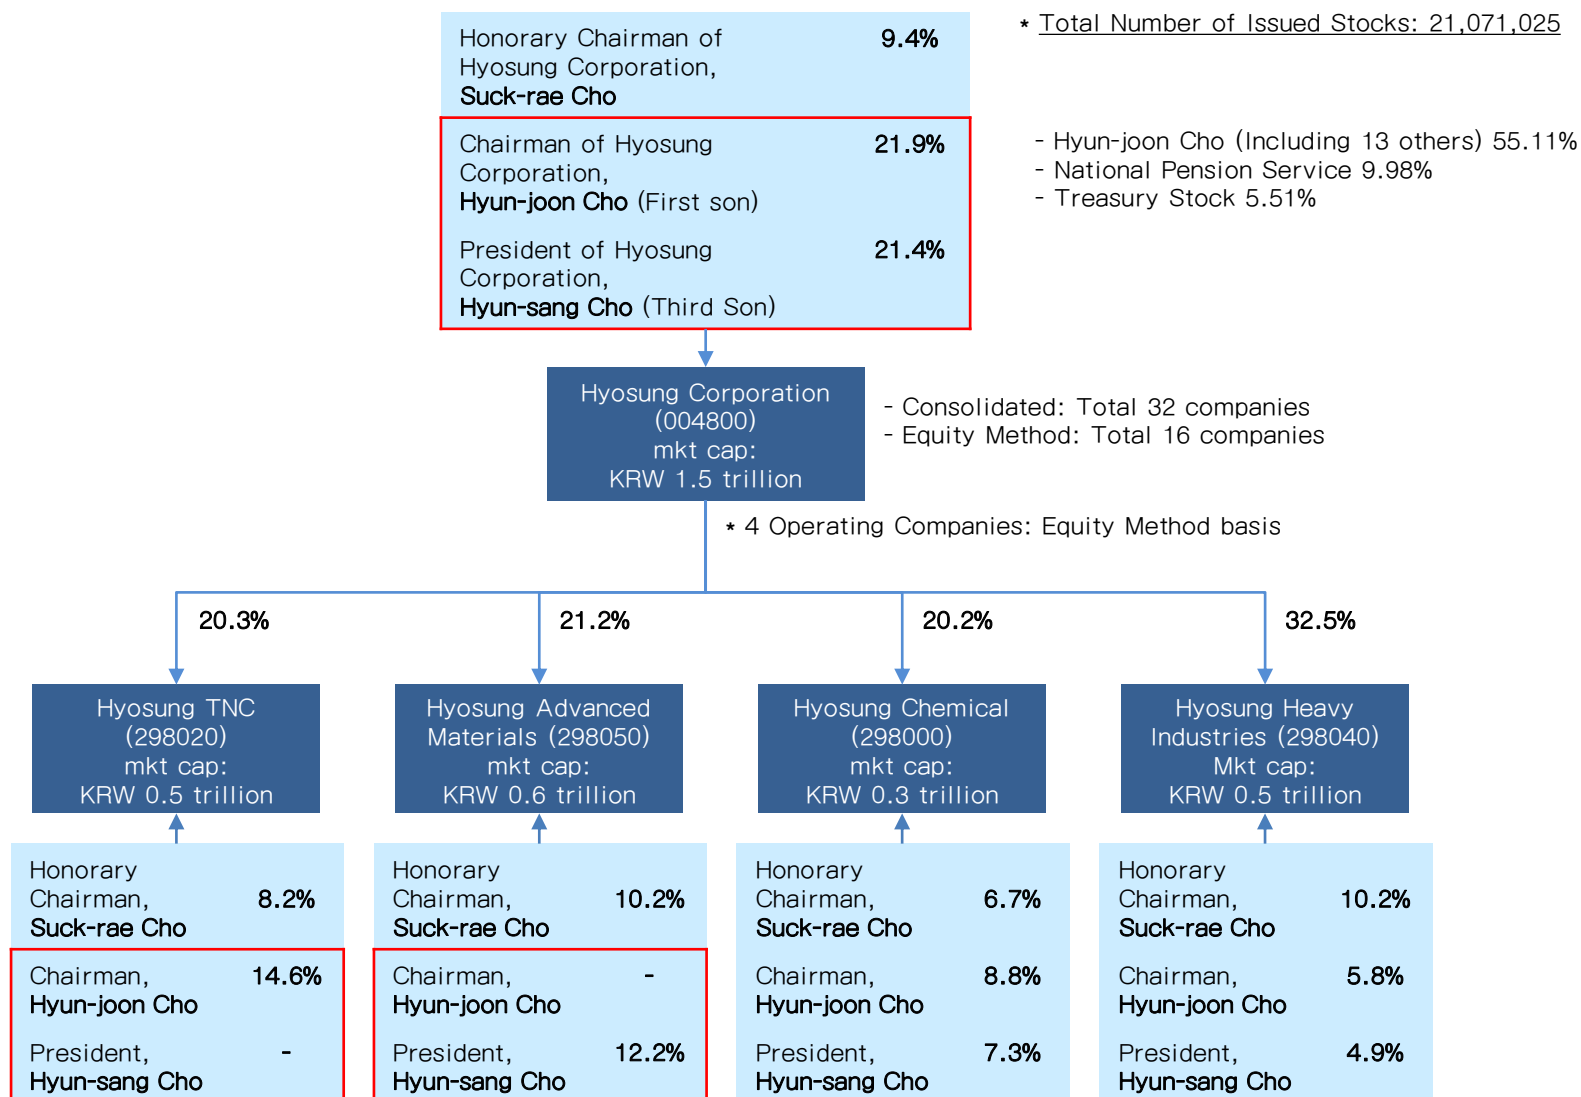 * Total Number of Issued Stocks: 21,071,025
Honorary Chairman of 9.4%
Hyosung Corporation,
Suck-rae Cho
Chairman of Hyosung 21.9%
Corporation,
Hyun-joon Cho (First son)
President of Hyosung 21.4%
Corporation,
Hyun-sang Cho (Third Son)
- Hyun-joon Cho (Including 13 others) 55.11%
- National Pension Service 9.98%
- Treasury Stock 5.51%
Hyosung Corporation
(004800)
mkt cap:
KRW 1.5 trillion
- Consolidated: Total 32 companies
- Equity Method: Total 16 companies
* 4 Operating Companies: Equity Method basis
20.3%
21.2%
20.2%
32.5%
Hyosung TNC
(298020)
mkt cap:
KRW 0.5 trillion
Hyosung Advanced
Materials (298050)
mkt cap:
KRW 0.6 trillion
Hyosung Chemical
(298000)
mkt cap:
KRW 0.3 trillion
Hyosung Heavy
Industries (298040)
Mkt cap:
KRW 0.5 trillion
Honorary
Chairman, 8.2%
Suck-rae Cho
Chairman, 14.6%
Hyun-joon Cho
President, -
Hyun-sang Cho
Honorary
Chairman, 10.2%
Suck-rae Cho
Chairman, -
Hyun-joon Cho
President, 12.2%
Hyun-sang Cho
Honorary
Chairman, 6.7%
Suck-rae Cho
Chairman, 8.8%
Hyun-joon Cho
President, 7.3%
Hyun-sang Cho
Honorary
Chairman, 10.2%
Suck-rae Cho
Chairman, 5.8%
Hyun-joon Cho
President, 4.9%
Hyun-sang Cho